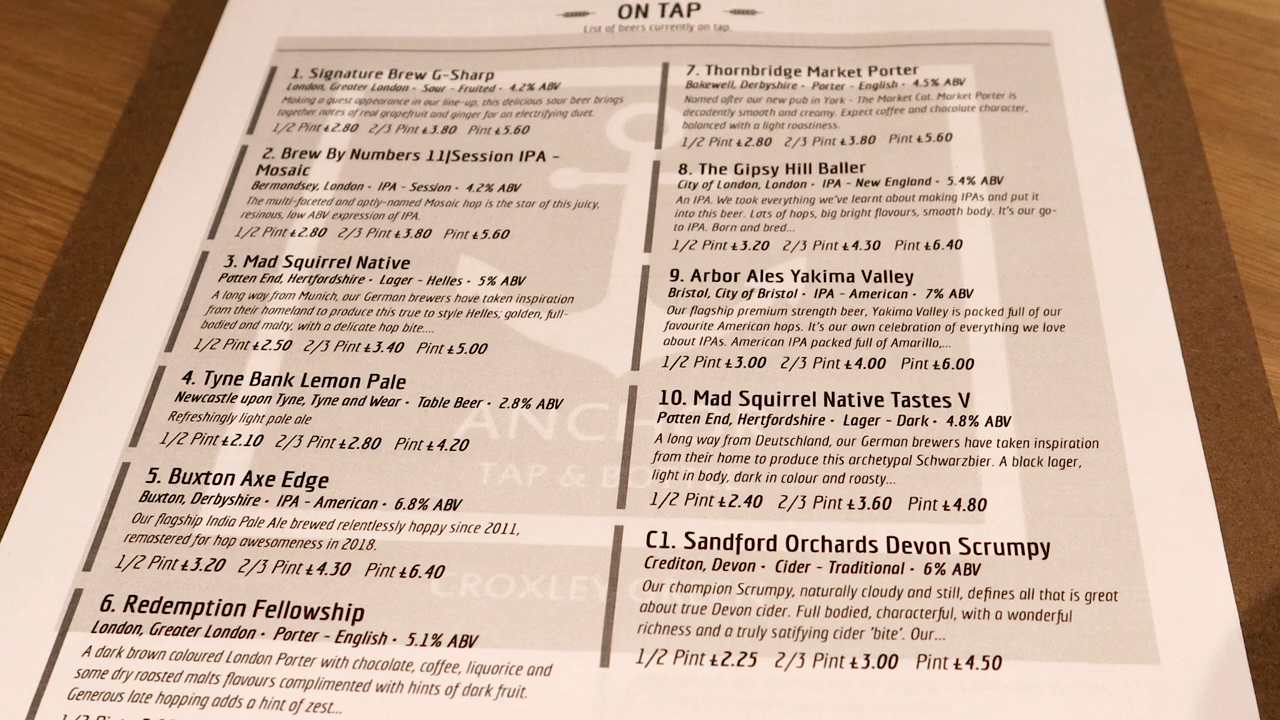 ON TAP
List of beers currently on tap.
1. Signature Brew G-Sharp
London, Greater London · Sour - Fruited · 4.2% ABV
Making a guest appearance in our line-up, this delicious sour beer brings
together notes of real grapefruit and ginger for an electrifying duet.
1/2 Pint £2.80 2/3 Pint £3.80 Pint £5.60
2. Brew By Numbers 11|Session IPA -
Mosaic
Bermondsey, London · IPA - Session · 4.2% ABV
The multi-faceted and aptly-named Mosaic hop is the star of this juicy,
resinous, low ABV expression of IPA.
1/2 Pint £2.80 2/3 Pint £3.80 Pint £5.60
3. Mad Squirrel Native
Potten End, Hertfordshire · Lager - Helles · 5% ABV
A long way from Munich, our German brewers have taken inspiration
from their homeland to produce this true to style Helles; golden, full-
bodied and malty, with a delicate hop bite....
1/2 Pint £2.50 2/3 Pint £3.40 Pint £5.00
4. Tyne Bank Lemon Pale
Newcastle upon Tyne, Tyne and Wear · Table Beer · 2.8% ABV
Refreshingly light pale ale
1/2 Pint £2.10 2/3 Pint £2.80 Pint £4.20
5. Buxton Axe Edge
Buxton, Derbyshire · IPA - American · 6.8% ABV
Our flagship India Pale Ale brewed relentlessly hoppy since 2011,
remastered for hop awesomeness in 2018.
1/2 Pint £3.20 2/3 Pint £4.30 Pint £6.40
6. Redemption Fellowship
London, Greater London · Porter - English · 5.1% ABV
A dark brown coloured London Porter with chocolate, coffee, liquorice and
some dry roasted malts flavours complimented with hints of dark fruit.
Generous late hopping adds a hint of zest...
1/2 Pint
7. Thornbridge Market Porter
Bakewell, Derbyshire · Porter - English · 4.5% ABV
Named after our new pub in York - The Market Cat. Market Porter is
decadently smooth and creamy. Expect coffee and chocolate character,
balanced with a light roastiness.
1/2 Pint £2.80 2/3 Pint £3.80 Pint £5.60
8. The Gipsy Hill Baller
City of London, London · IPA - New England · 5.4% ABV
An IPA. We took everything we've learnt about making IPAs and put it
into this beer. Lots of hops, big bright flavours, smooth body. It's our go-
to IPA. Born and bred...
1/2 Pint £3.20 2/3 Pint £4.30 Pint £6.40
9. Arbor Ales Yakima Valley
Bristol, City of Bristol · IPA - American · 7% ABV
Our flagship premium strength beer, Yakima Valley is packed full of our
favourite American hops. It's our own celebration of everything we love
about IPAs. American IPA packed full of Amarillo,...
1/2 Pint £3.00 2/3 Pint £4.00 Pint £6.00
10. Mad Squirrel Native Tastes V
Potten End, Hertfordshire · Lager - Dark · 4.8% ABV
A long way from Deutschland, our German brewers have taken inspiration
from their home to produce this archetypal Schwarzbier. A black lager,
light in body, dark in colour and roasty...
1/2 Pint £2.40 2/3 Pint £3.60 Pint £4.80
C1. Sandford Orchards Devon Scrumpy
Crediton, Devon · Cider - Traditional · 6% ABV
Our champion Scrumpy, naturally cloudy and still, defines all that is great
about true Devon cider. Full bodied, characterful, with a wonderful
richness and a truly satifying cider 'bite'. Our...
1/2 Pint £2.25 2/3 Pint £3.00 Pint £4.50
ANCH
TAP & BO
CROXLEY